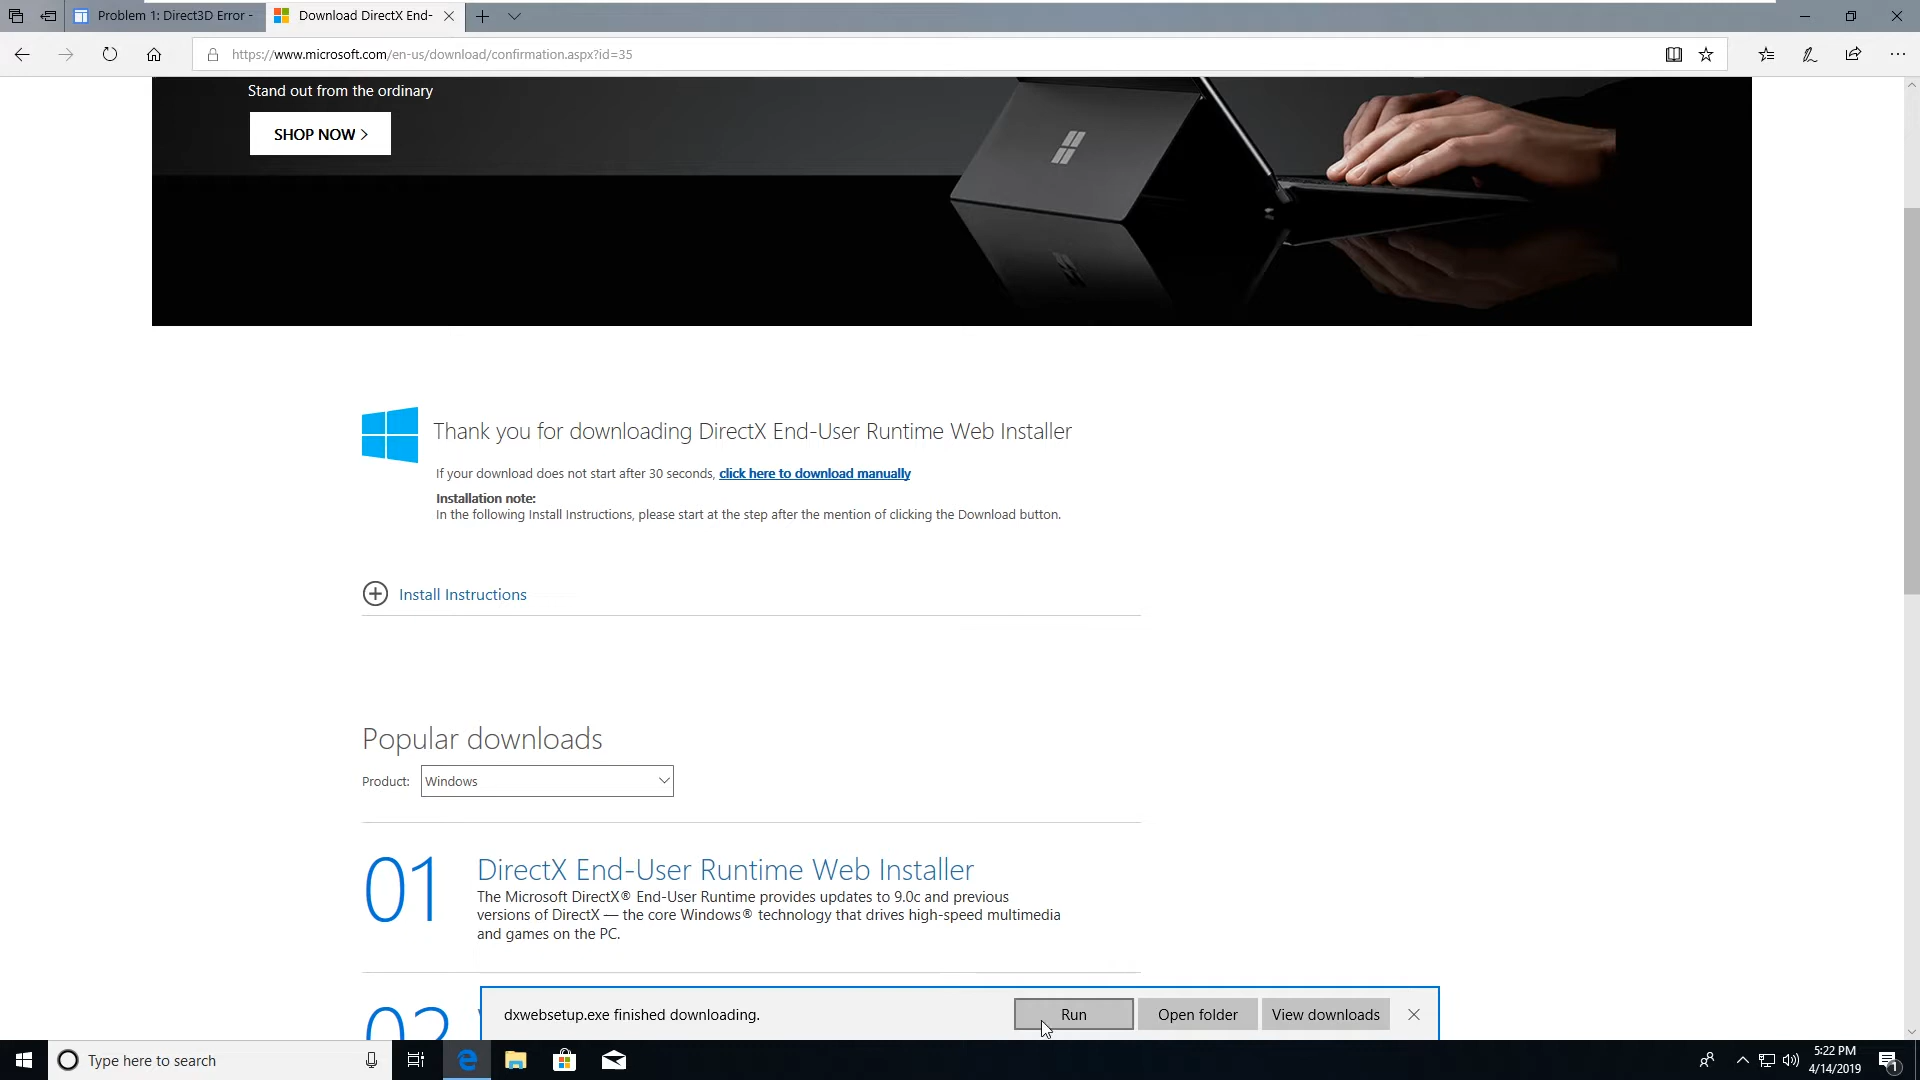 Problem 1: Direct3D Error -
Download DirectX End-
https://www.microsoft.com/en-us/download/confirmation.aspx?id=35
Stand out from the ordinary
SHOP NOW >
Thank you for downloading DirectX End-User Runtime Web Installer
If your download does not start after 30 seconds, click here to download manually
Installation note:
In the following Install Instructions, please start at the step after the mention of clicking the Download button.
Install Instructions
Popular downloads
Product: Windows
01
DirectX End-User Runtime Web Installer
The Microsoft DirectX® End-User Runtime provides updates to 9.0c and previous
versions of DirectX — the core Windows® technology that drives high-speed multimedia
and games on the PC.
02
dxwebsetup.exe finished downloading.
Run
Open folder
View downloads
Type here to search
5:22 PM
4/14/2019
1